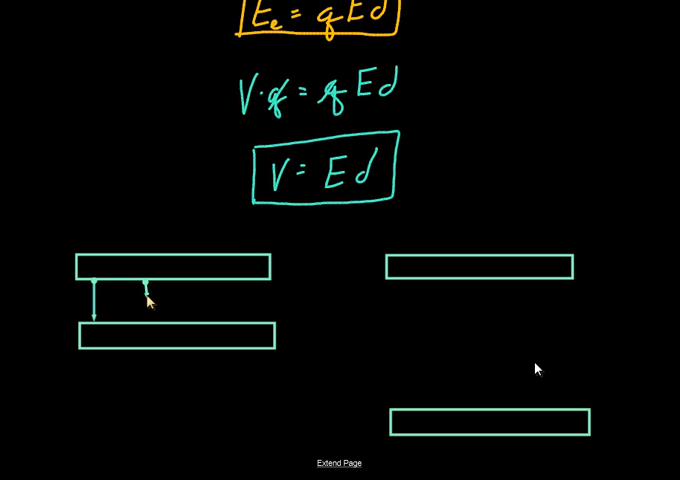 Ee = qEd
V·q = qEd
V = Ed
Extend Page